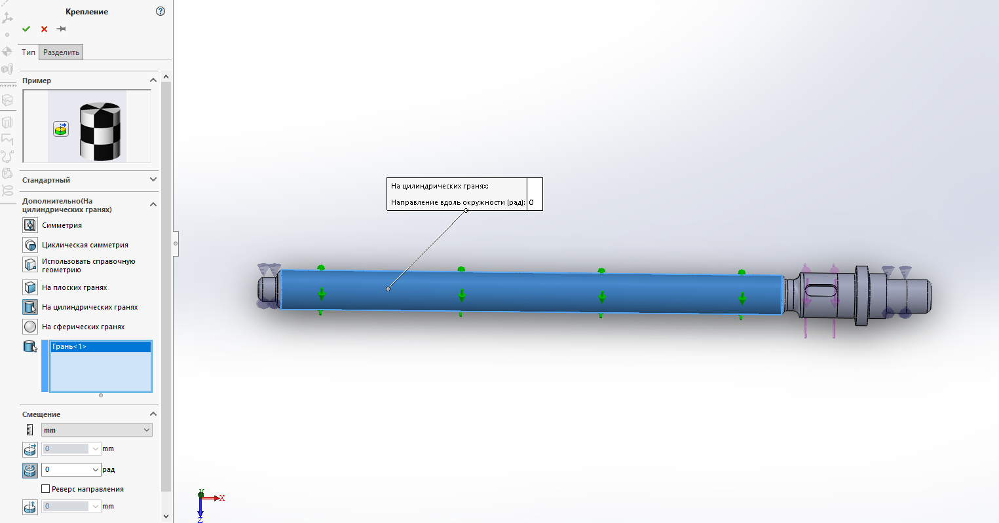 Крепление
Тип
Разделить
Пример
Стандартный
Дополнительно(На
цилиндрических гранях)
Симметрия
Циклическая симметрия
Использовать справочную
геометрию
На плоских гранях
На цилиндрических гранях
На сферических гранях
Грань<1>
Смещение
mm
0 mm
0 рад
Реверс направления
0 mm
На цилиндрических гранях:
Направление вдоль окружности (рад): 0
Y
X
Z